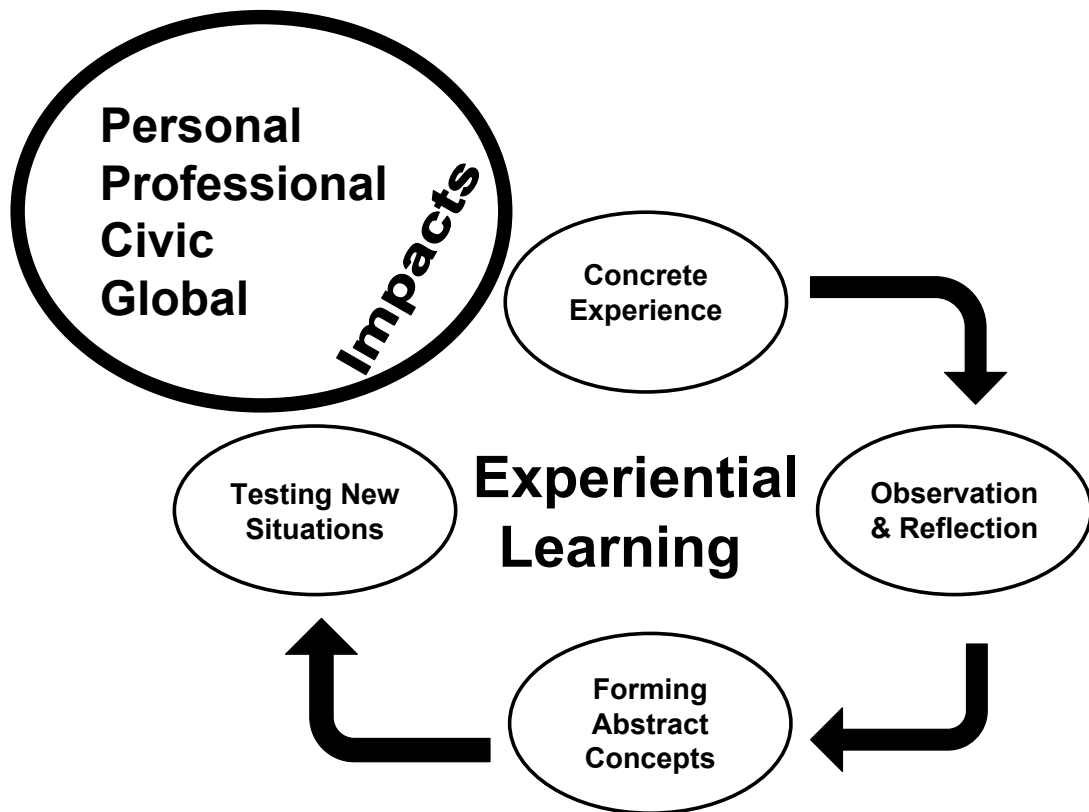 Personal
Professional
Civic
Global
Impacts
Concrete
Experience
Experiential
Learning
Testing New
Situations
Observation
& Reflection
Forming
Abstract
Concepts